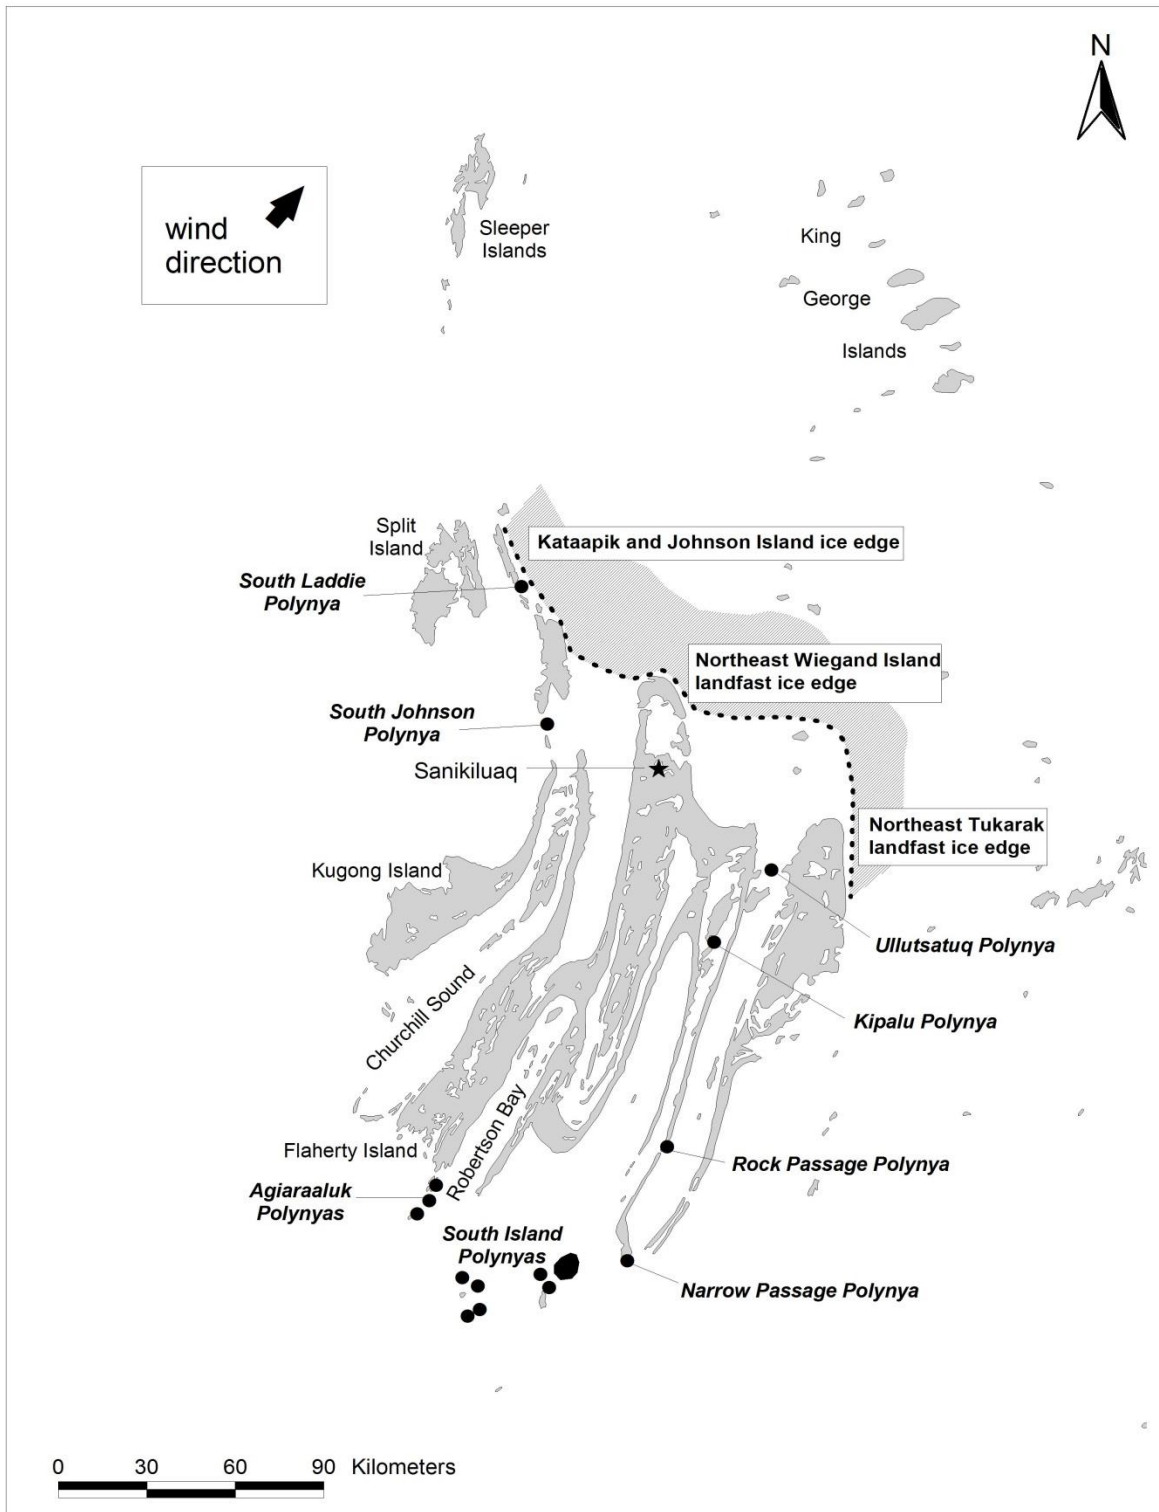 N
wind
direction
Sleeper
Islands
King
George
Islands
Split
Island
Kataapik and Johnson Island ice edge
South Laddie
Polynya
Northeast Wiegand Island
landfast ice edge
South Johnson
Polynya
Sanikiluaq
Northeast Tukarak
landfast ice edge
Kugong Island
Ullutsatuq Polynya
Churchill Sound
Kipalu Polynya
Robertson Bay
Flaherty Island
Rock Passage Polynya
Agiaraaluk
Polynyas
South Island
Polynyas
Narrow Passage Polynya
0 30 60 90 Kilometers